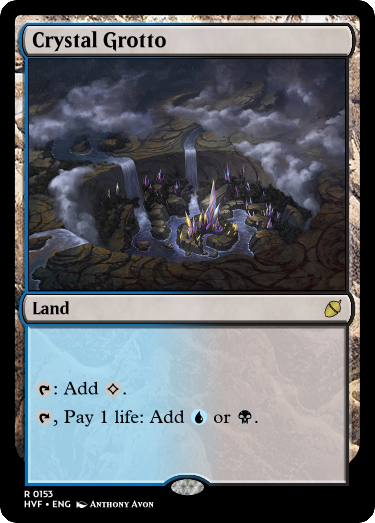 Crystal Grotto
Land
: Add .
, Pay 1 life: Add or .
R 0153
HVF • ENG Anthony Avon